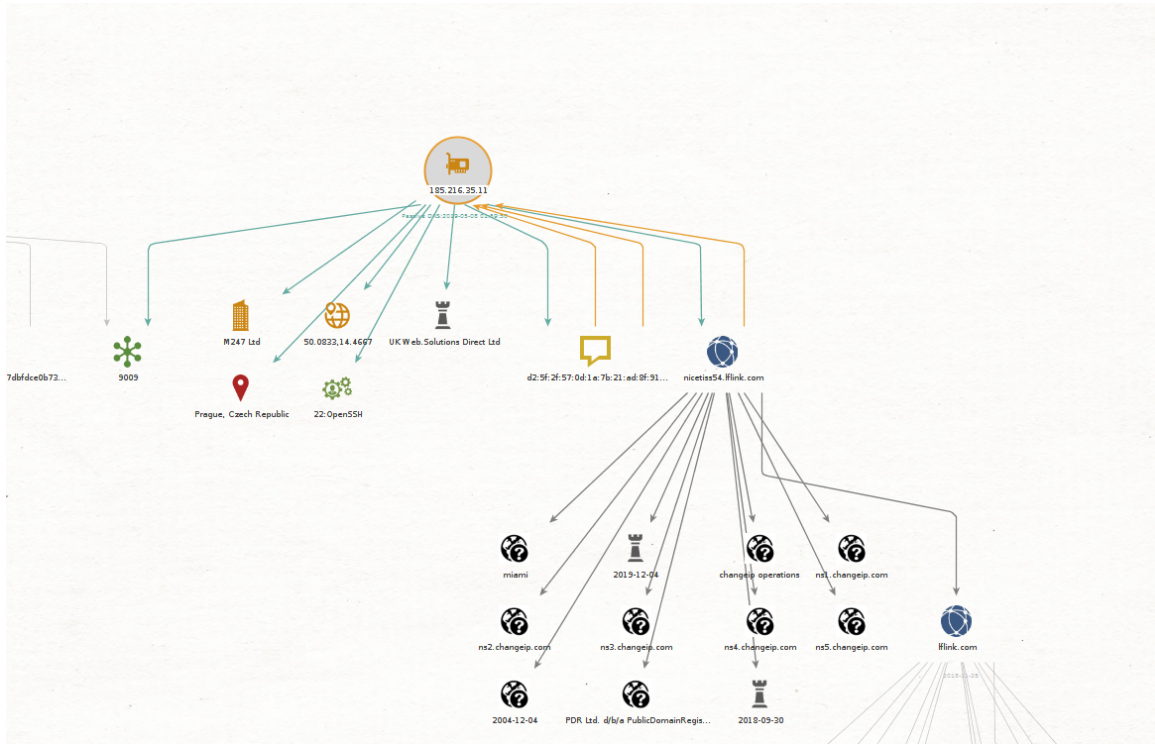 185.216.35.11
M247 Ltd
50.0833,14.4667
UK Web.Solutions Direct Ltd
7dbfdce0b73...
9009
d2:5f:2f:57:0d:1a:7b:21:ad:8f:91...
nicetiss54.lflink.com
Prague, Czech Republic
22:OpenSSH
miami
2019-12-04
changeip operations
ns1.changeip.com
ns2.changeip.com
ns3.changeip.com
ns4.changeip.com
ns5.changeip.com
lflink.com
2018-11-28
2004-12-04
PDR Ltd. d/b/a PublicDomainRegis...
2018-09-30